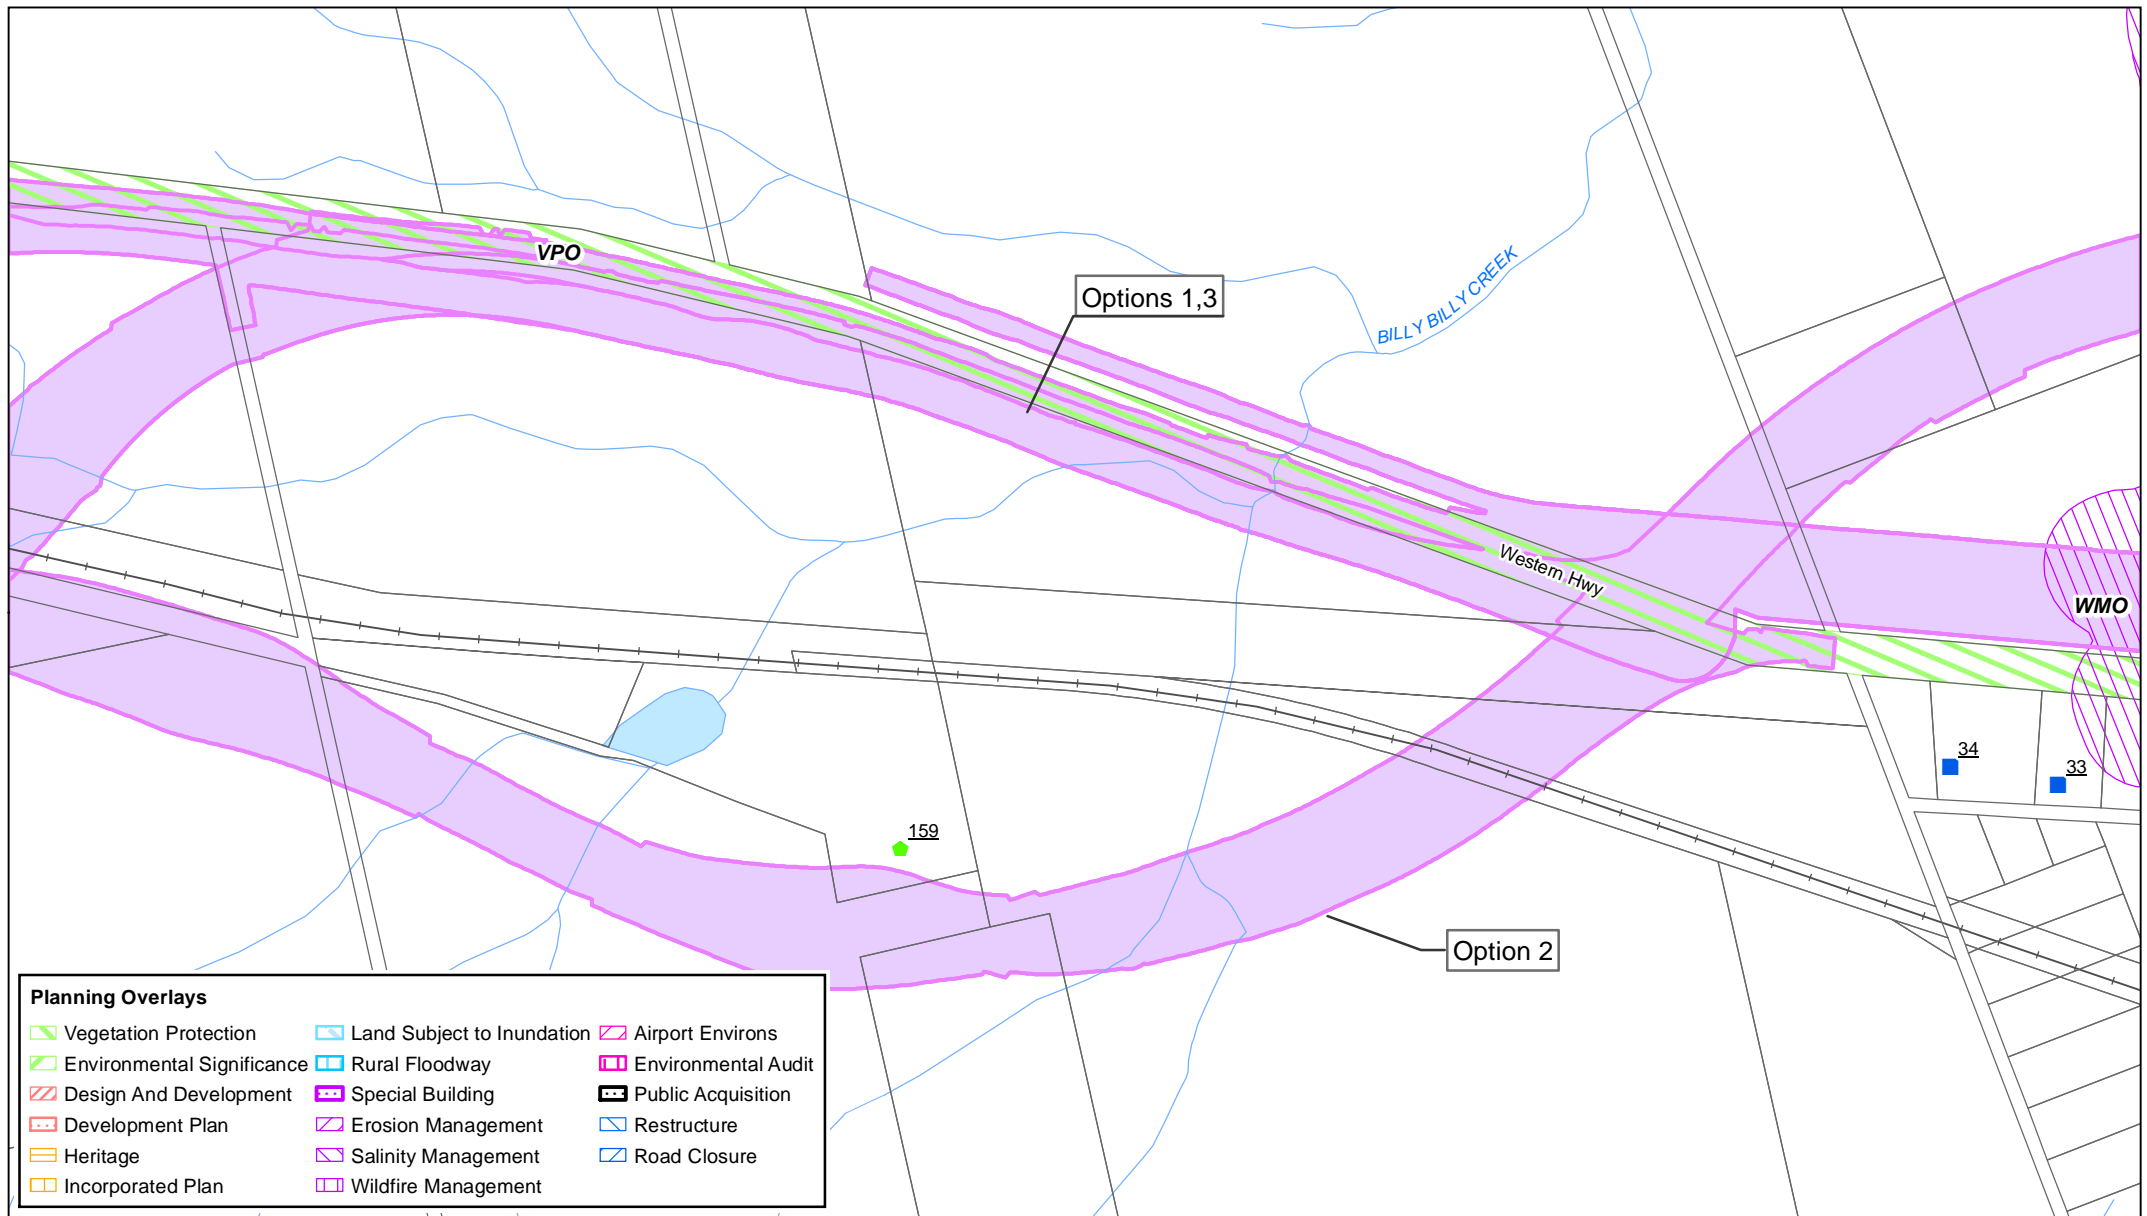 VPO
Options 1,3
BILLY BILLY CREEK
Western Hwy
WMO
34
33
159
Option 2
Planning Overlays
Vegetation Protection
Environmental Significance
Design And Development
Development Plan
Heritage
Incorporated Plan
Land Subject to Inundation
Rural Floodway
Special Building
Erosion Management
Salinity Management
Wildfire Management
Airport Environs
Environmental Audit
Public Acquisition
Restructure
Road Closure